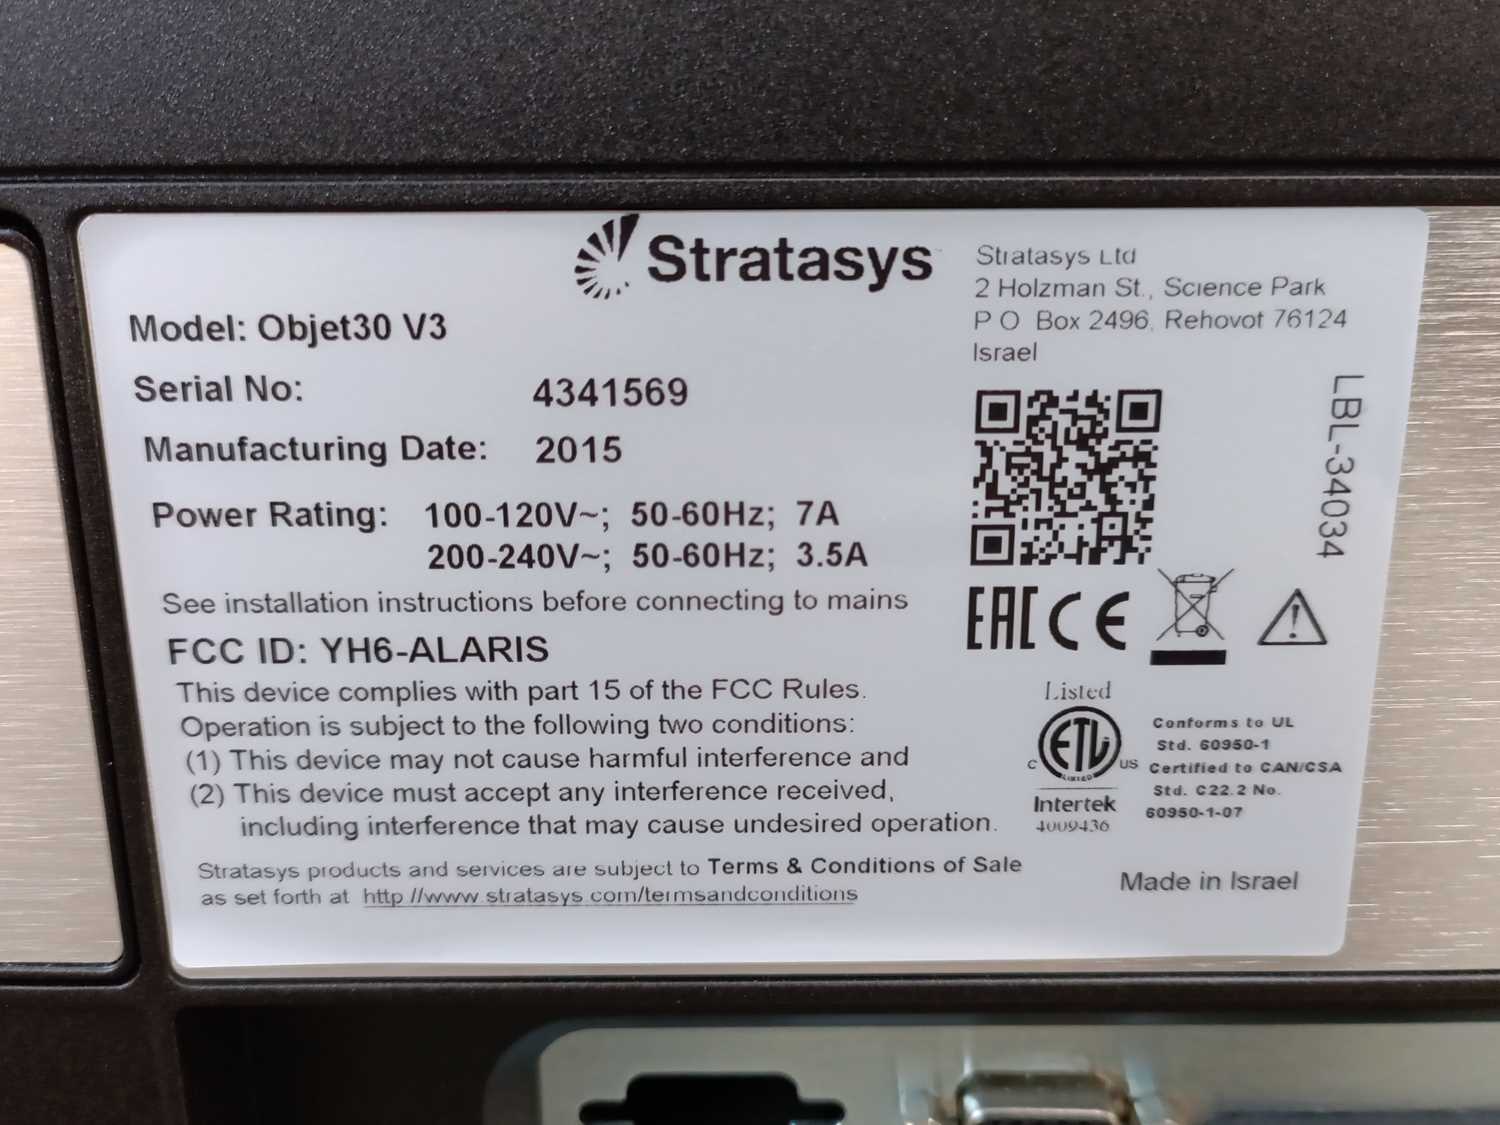 Stratasys
Model: Objet30 V3
Serial No: 4341569
Manufacturing Date: 2015
Power Rating: 100-120V~; 50-60Hz; 7A
200-240V~; 50-60Hz; 3.5A
See installation instructions before connecting to mains
FCC ID: YH6-ALARIS
This device complies with part 15 of the FCC Rules.
Operation is subject to the following two conditions:
(1) This device may not cause harmful interference and
(2) This device must accept any interference received,
including interference that may cause undesired operation.
Stratasys products and services are subject to Terms & Conditions of Sale
as set forth at http://www.stratasys.com/termsandconditions
Stratasys Ltd
2 Holzman St., Science Park
P O Box 2496, Rehovot 76124
Israel
LBL-34034
EAC CE
Listed
C ETL US
LISTED
Intertek
4009436
Conforms to UL
Std. 60950-1
Certified to CAN/CSA
Std. C22.2 No.
60950-1-07
Made in Israel